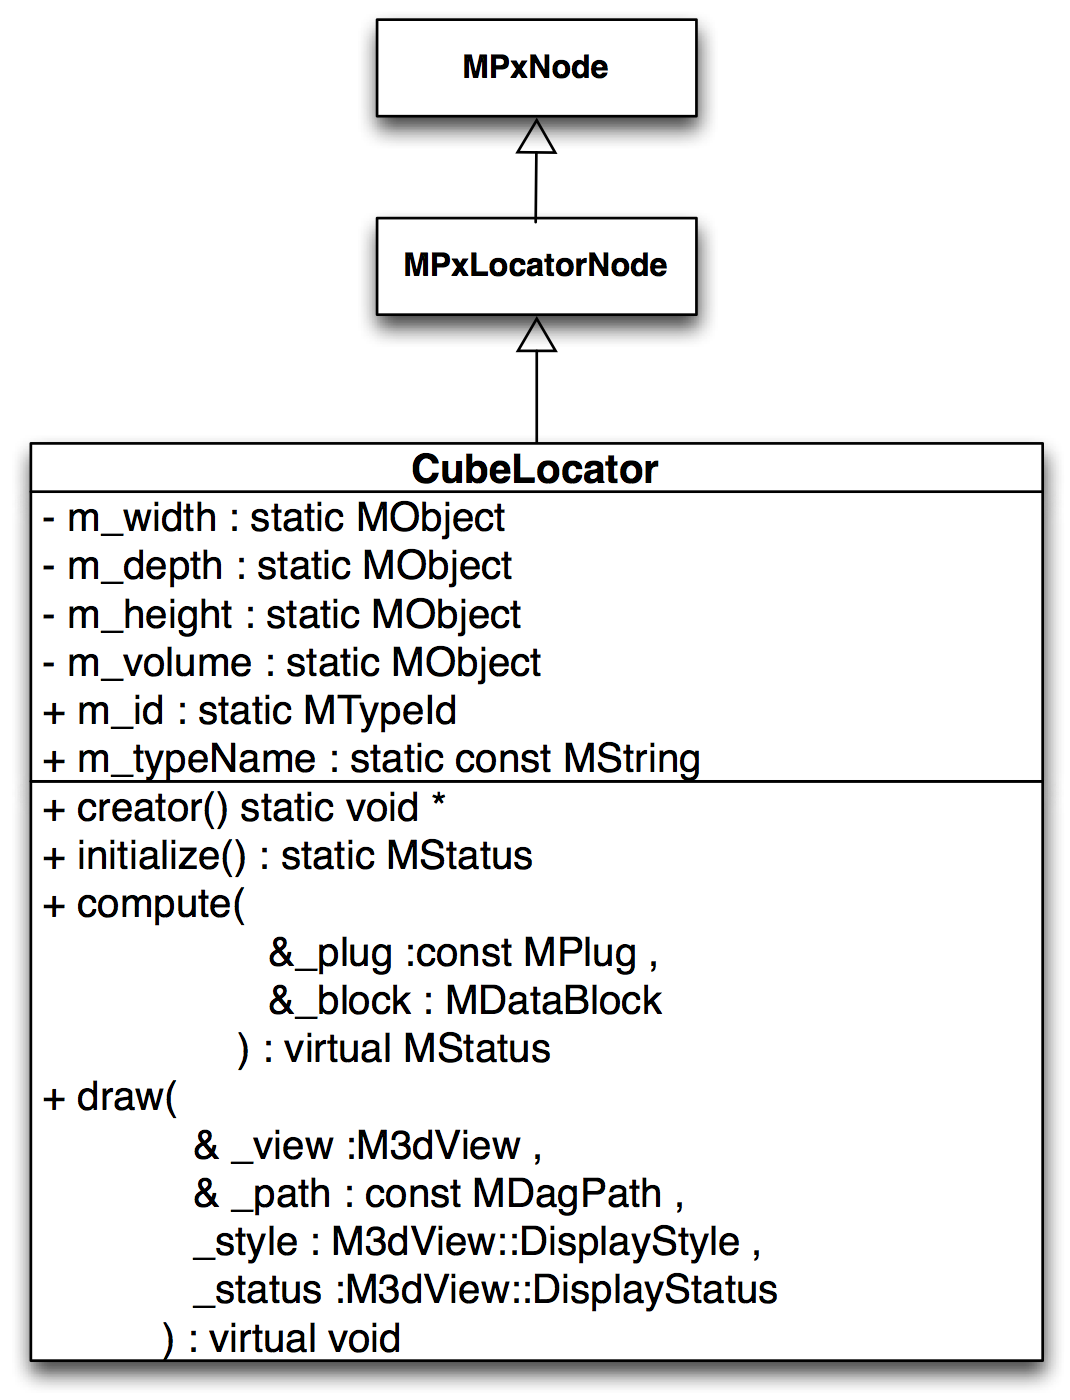 MPxNode
MPxLocatorNode
CubeLocator
- m_width : static MObject
- m_depth : static MObject
- m_height : static MObject
- m_volume : static MObject
+ m_id : static MTypeId
+ m_typeName : static const MString
+ creator() static void *
+ initialize() : static MStatus
+ compute(
&_plug :const MPlug ,
&_block : MDataBlock
) : virtual MStatus
+ draw(
& _view :M3dView ,
& _path : const MDagPath ,
_style : M3dView::DisplayStyle ,
_status :M3dView::DisplayStatus
) : virtual void